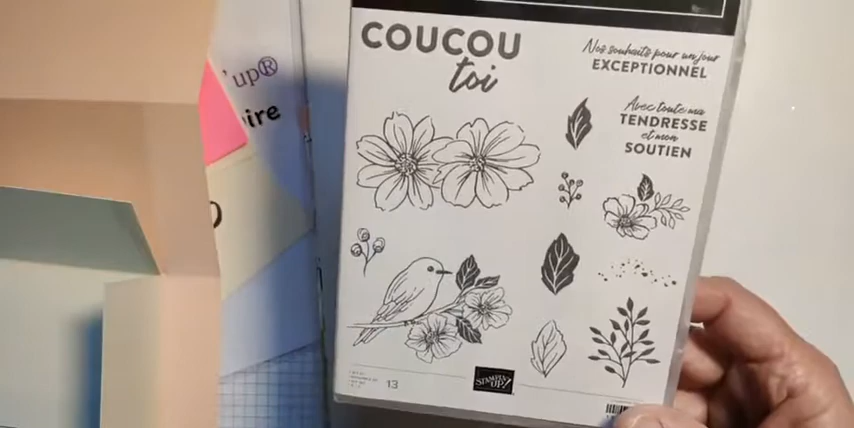 COUCOU
toi
Nos souhaits pour un jour
EXCEPTIONNEL
Avec toute ma
TENDRESSE
et mon
SOUTIEN
13
STAMPIN' UP!
'up®
ire